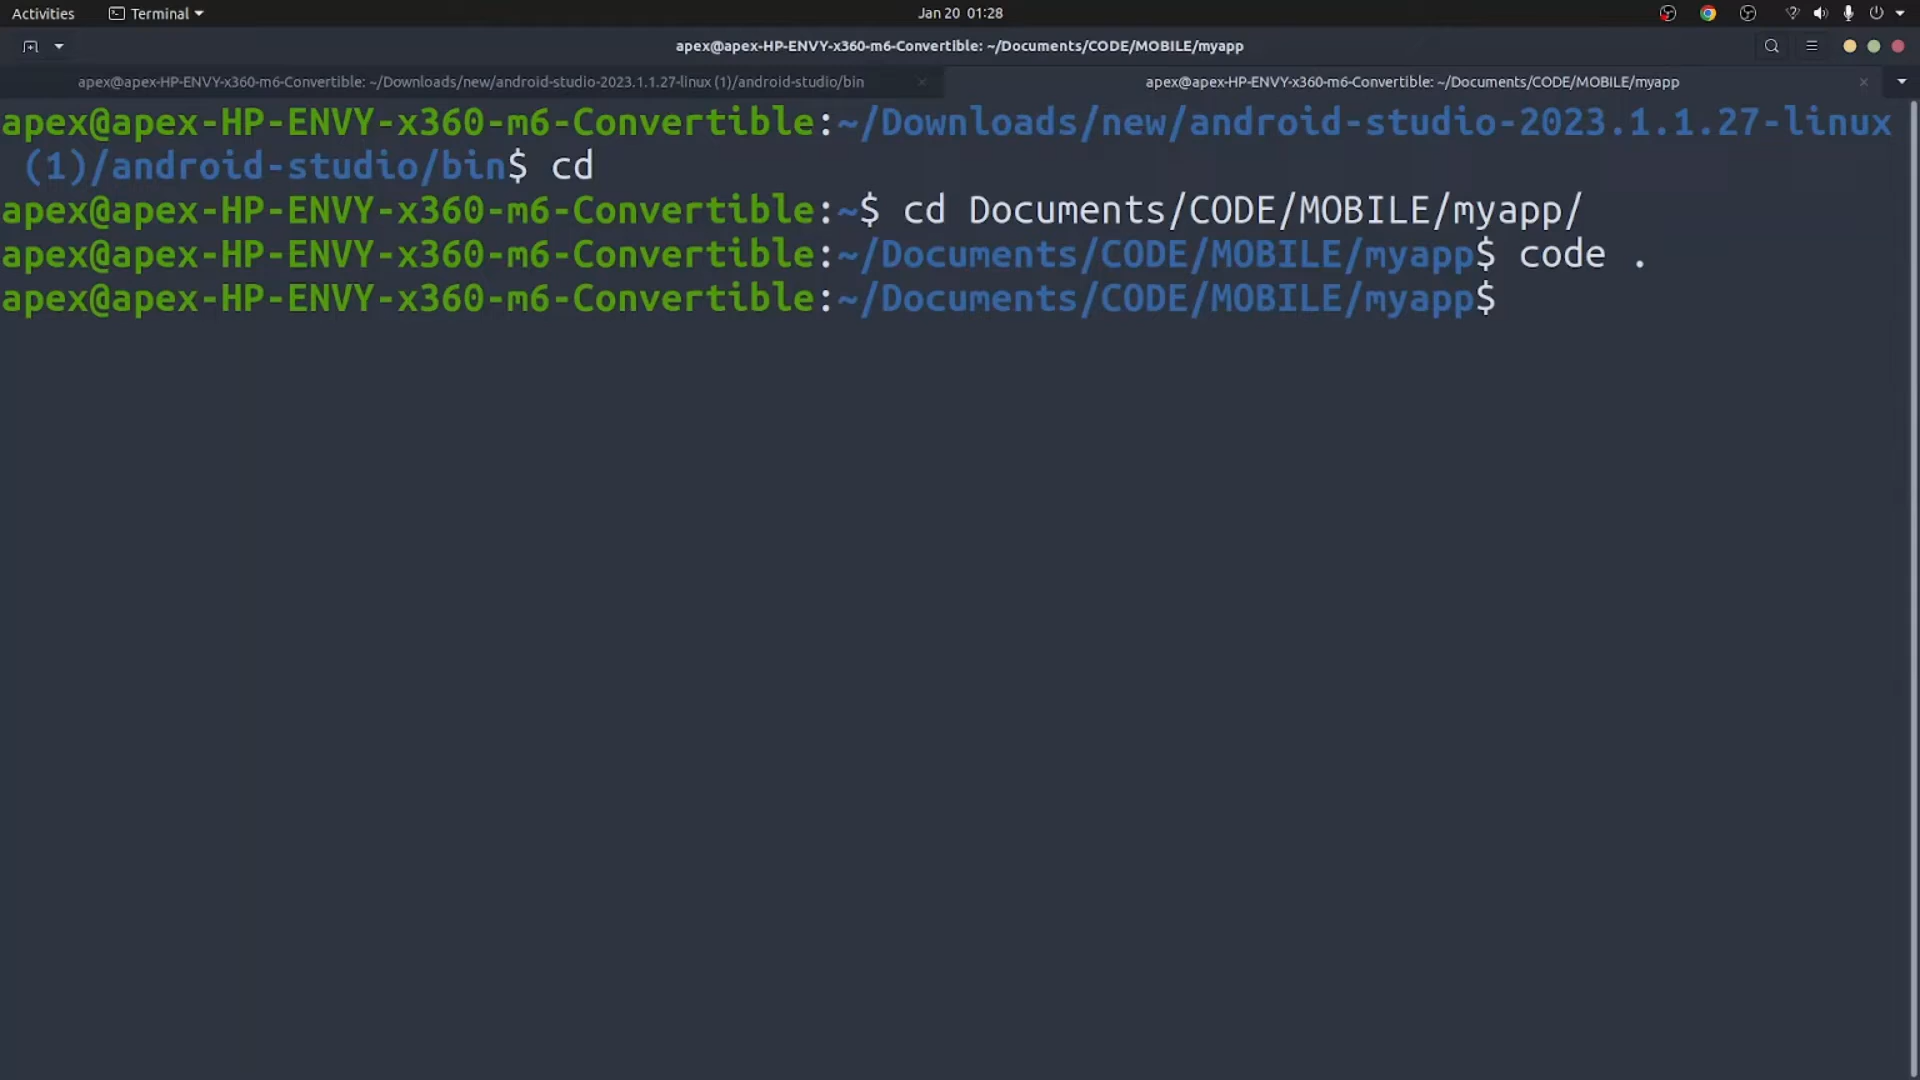 Activities
Terminal
Jan 20 01:28
apex@apex-HP-ENVY-x360-m6-Convertible: ~/Documents/CODE/MOBILE/myapp
apex@apex-HP-ENVY-x360-m6-Convertible: ~/Downloads/new/android-studio-2023.1.1.27-linux (1)/android-studio/bin
apex@apex-HP-ENVY-x360-m6-Convertible: ~/Documents/CODE/MOBILE/myapp
apex@apex-HP-ENVY-x360-m6-Convertible:~/Downloads/new/android-studio-2023.1.1.27-linux
(1)/android-studio/bin$ cd
apex@apex-HP-ENVY-x360-m6-Convertible:~$ cd Documents/CODE/MOBILE/myapp/
apex@apex-HP-ENVY-x360-m6-Convertible:~/Documents/CODE/MOBILE/myapp$ code .
apex@apex-HP-ENVY-x360-m6-Convertible:~/Documents/CODE/MOBILE/myapp$